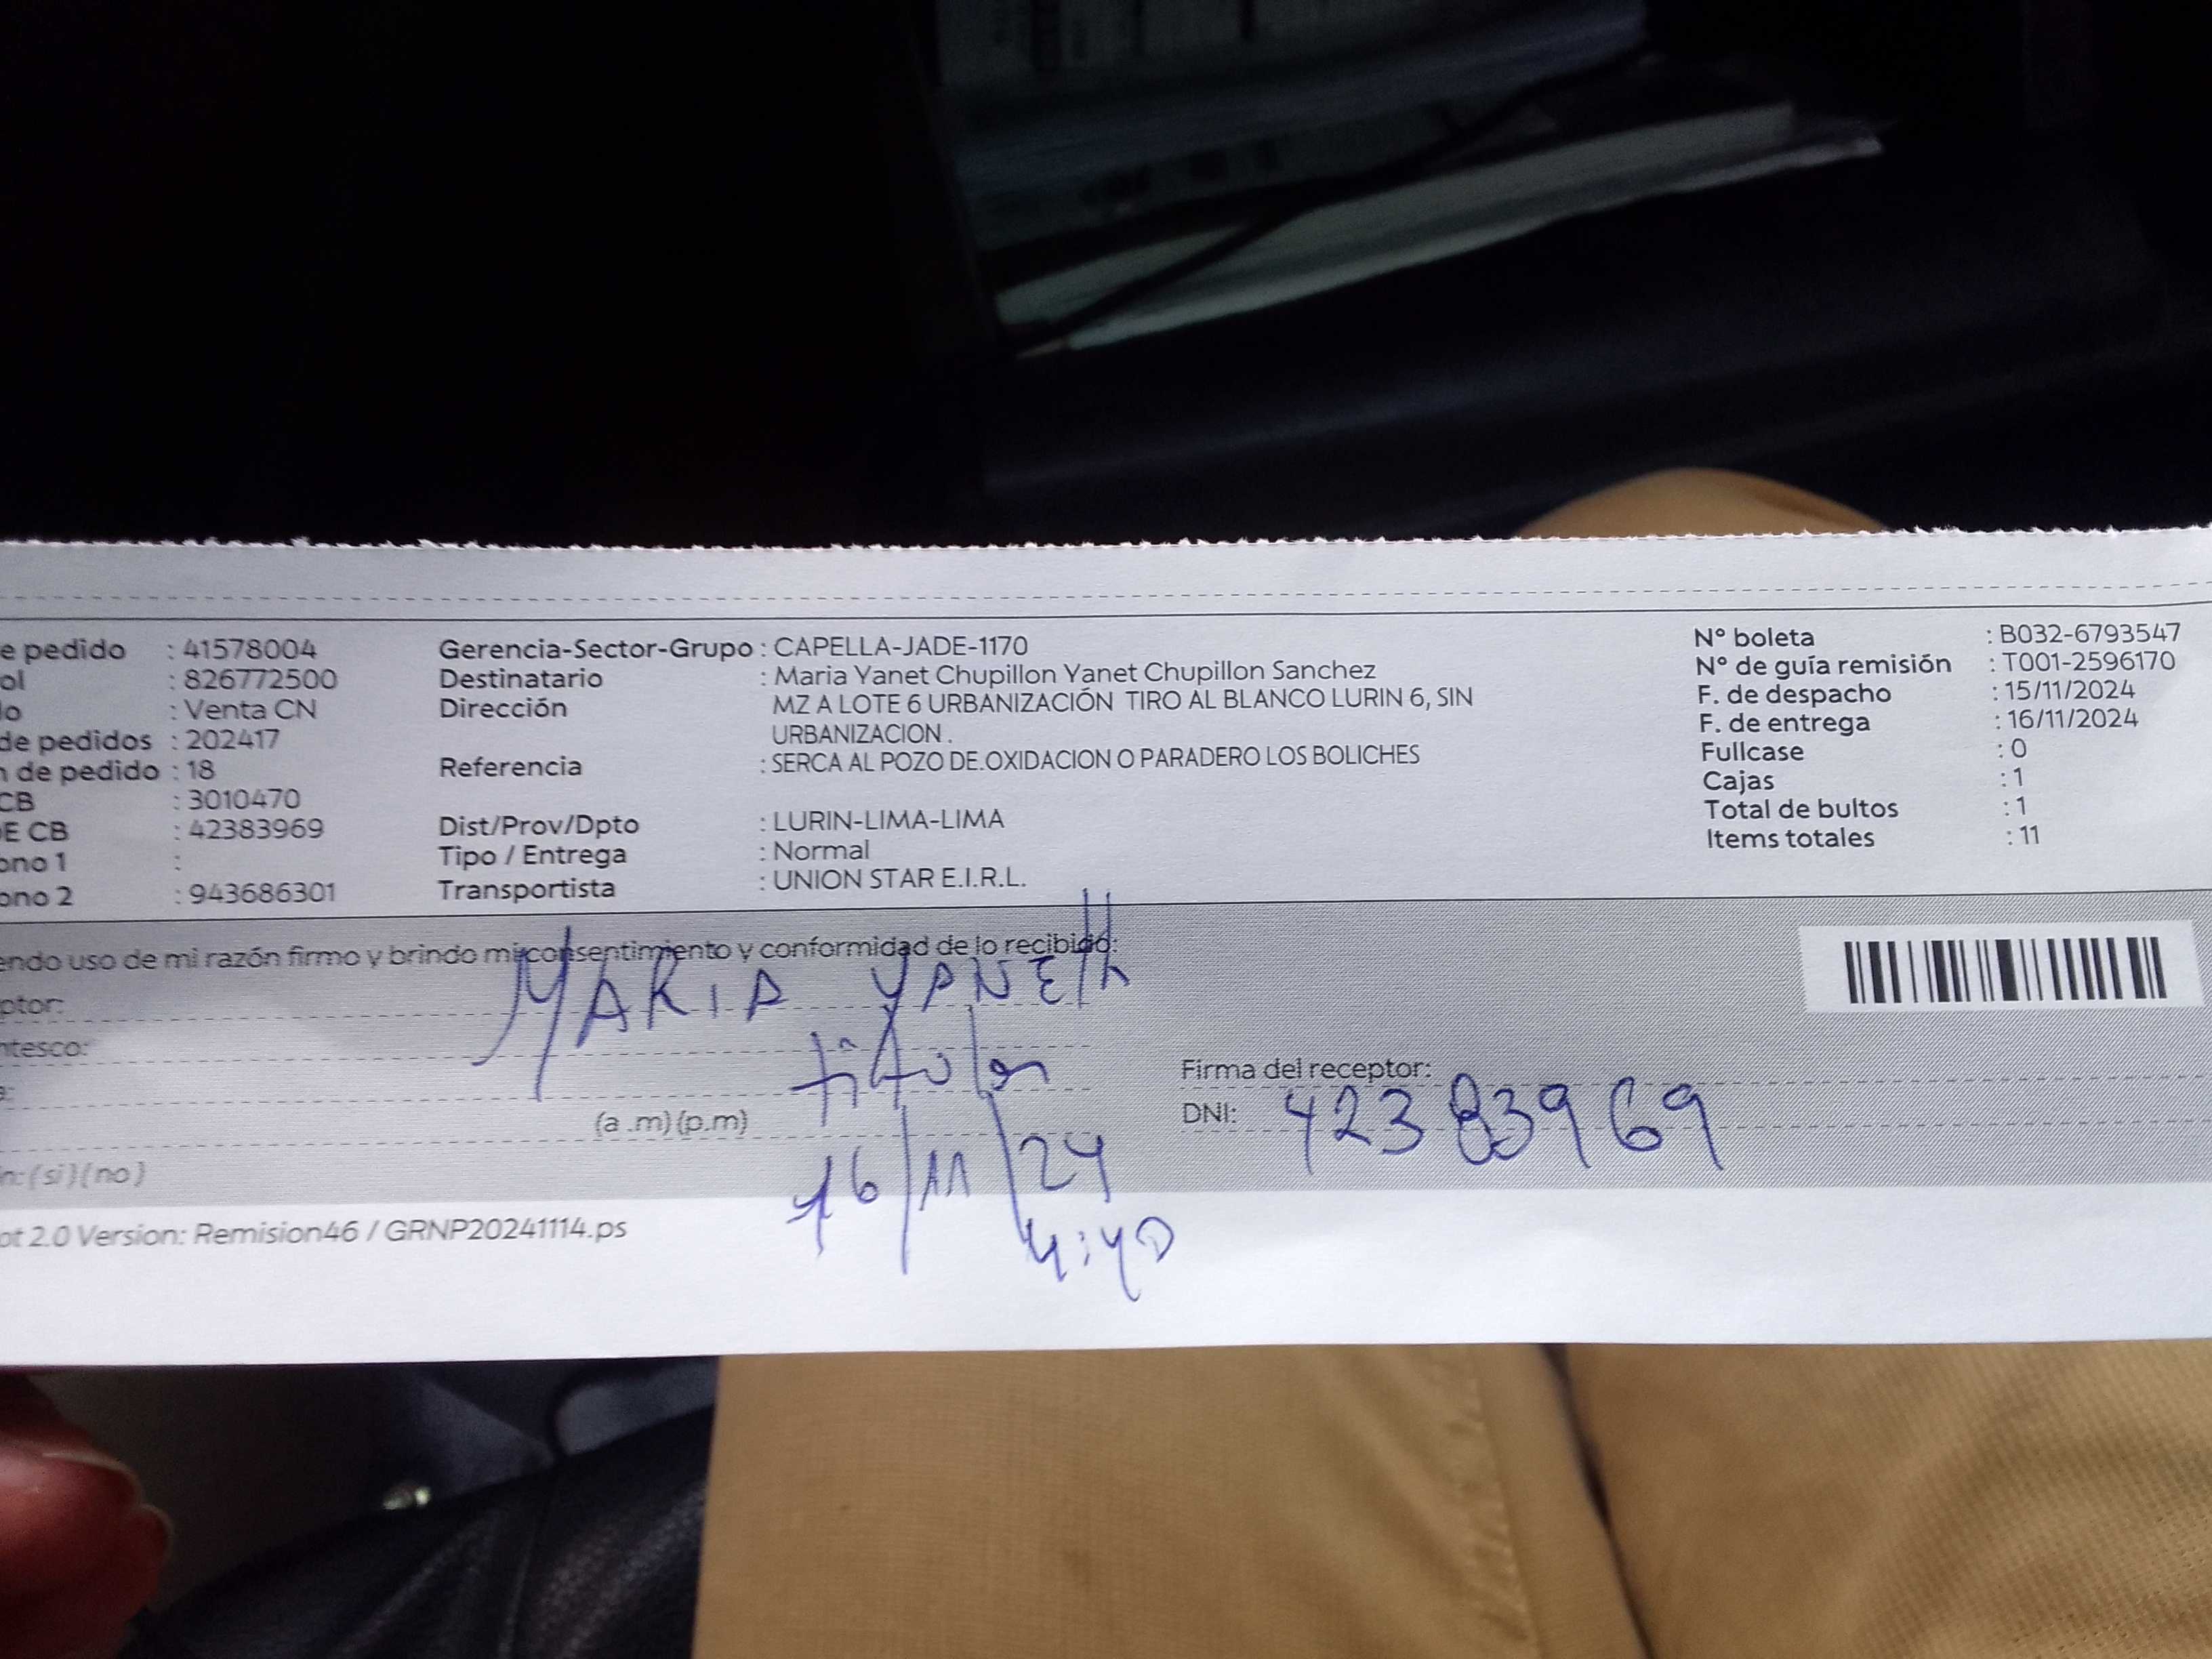 e pedido : 41578004 Gerencia-Sector-Grupo : CAPELLA-JADE-1170 N° boleta : B032-6793547
ol : 826772500 Destinatario : Maria Yanet Chupillon Yanet Chupillon Sanchez N° de guía remisión : T001-2596170
do : Venta CN Dirección MZ A LOTE 6 URBANIZACIÓN TIRO AL BLANCO LURIN 6, SIN F. de despacho : 15/11/2024
de pedidos : 202417 URBANIZACION . F. de entrega : 16/11/2024
n de pedido : 18 Referencia : SERCA AL POZO DE.OXIDACION O PARADERO LOS BOLICHES Fullcase : 0
CB : 3010470 Cajas : 1
DE CB : 42383969 Dist/Prov/Dpto : LURIN-LIMA-LIMA Total de bultos : 1
ono 1 : Tipo / Entrega : Normal Items totales : 11
ono 2 : 943686301 Transportista : UNION STAR E.I.R.L.
endo uso de mi razón firmo y brindo mi consentimiento y conformidad de lo recibido:
ptor: MARIA YANETH
ntesco: titular
Firma del receptor:
a: (a .m) (p.m) DNI: 42383969
n: (si) (no) 16/11/24
ot 2.0 Version: Remision46 / GRNP20241114.ps 4:40